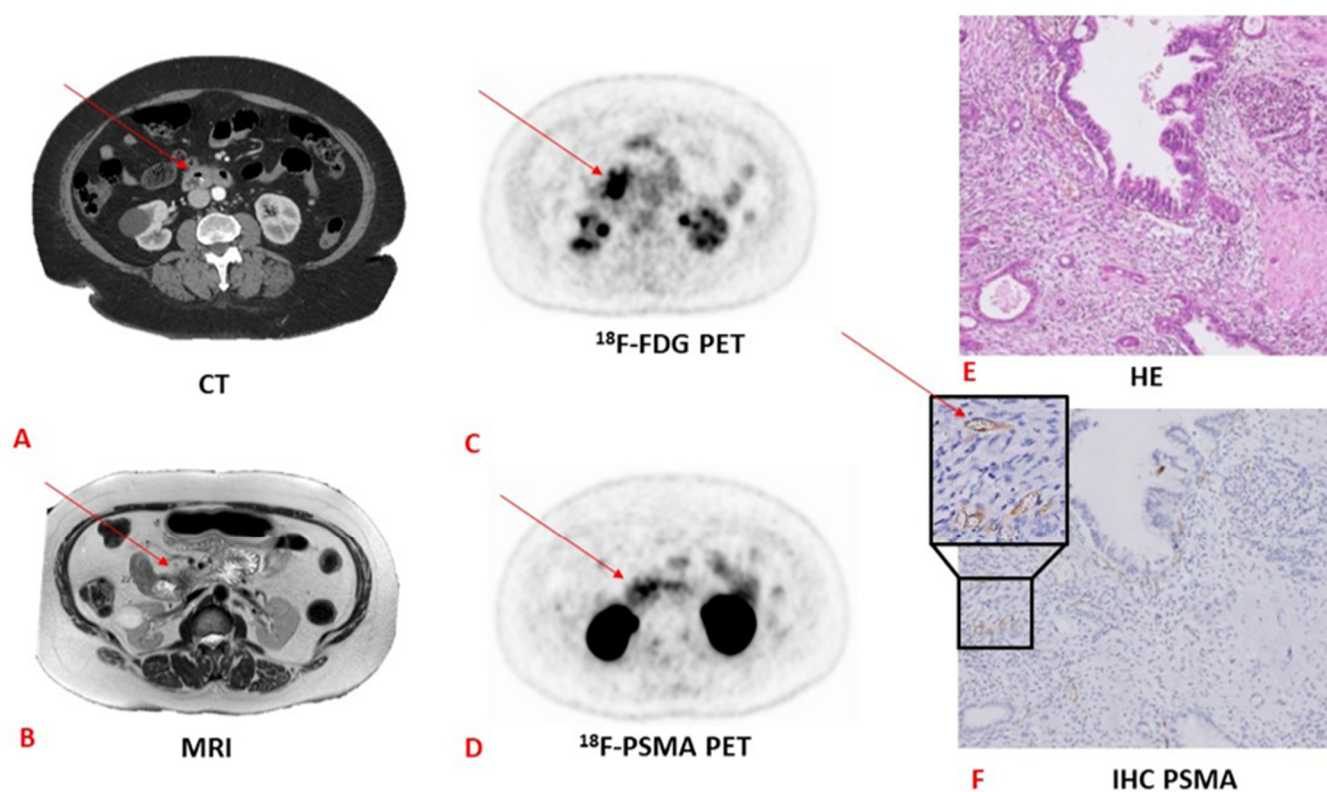 CT
A
¹⁸F-FDG PET
C
E
HE
MRI
B
¹⁸F-PSMA PET
D
IHC PSMA
F